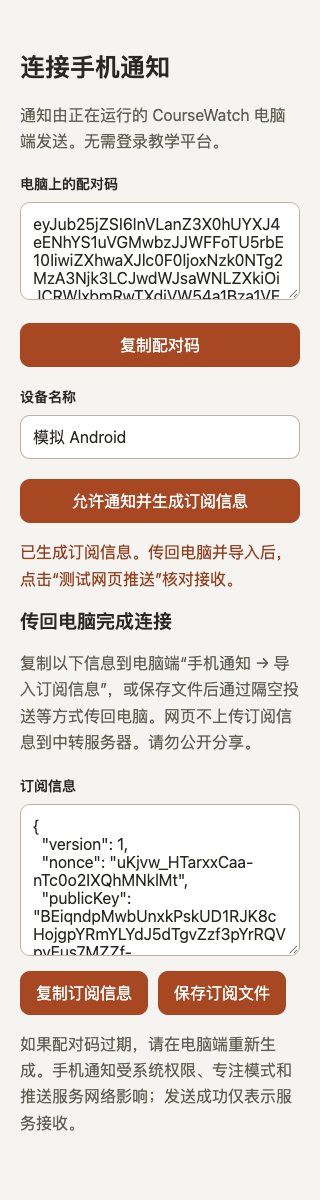 连接手机通知
通知由正在运行的 CourseWatch 电脑
端发送。无需登录教学平台。
电脑上的配对码
eyJub25jZSI6InVLanZ3X0hUYXJ4
eENhYS1uVGMwbzJJWFFoTU5rbE
10IiwiZXhwaXJlc0F0IjoxNzk0NTg2
MzA3Njk3LCJwdWJsaWNLZXkiOi
复制配对码
设备名称
模拟 Android
允许通知并生成订阅信息
已生成订阅信息。传回电脑并导入后，
点击“测试网页推送”核对接收。
传回电脑完成连接
复制以下信息到电脑端“手机通知 → 导
入订阅信息”，或保存文件后通过隔空投
送等方式传回电脑。网页不上传订阅信
息到中转服务器。请勿公开分享。
订阅信息
{
"version": 1,
"nonce": "uKjvw_HTarxxCaa-
nTc0o2IXQhMNklMt",
"publicKey":
"BEiqndpMwbUnxkPskUD1RJK8c
HojgpYRmYLYdJ5dTgvZzf3pYrRQV
复制订阅信息
保存订阅文件
如果配对码过期，请在电脑端重新生
成。手机通知受系统权限、专注模式和
推送服务网络影响；发送成功仅表示服
务接收。